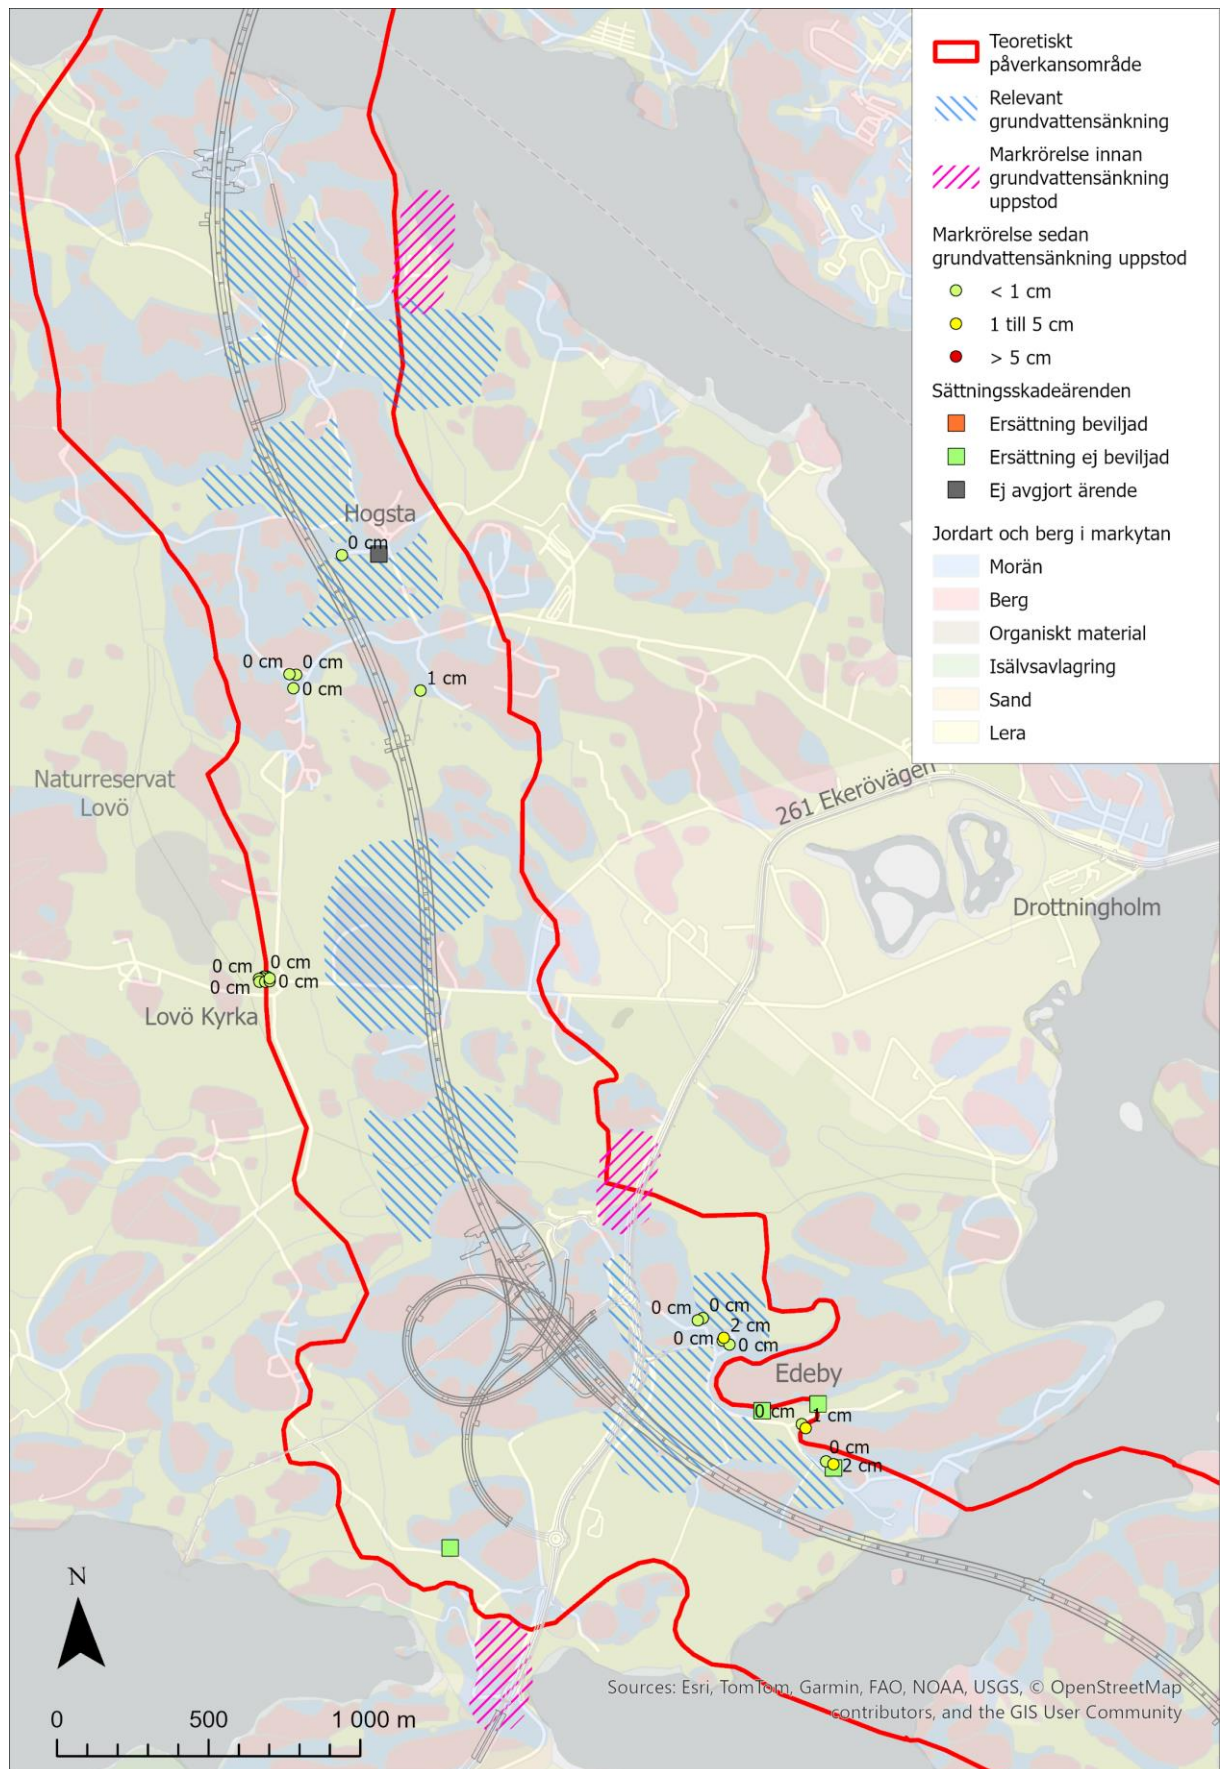 Teoretiskt
påverkansområde
Relevant
grundvattensänkning
Markrörelse innan
grundvattensänkning
uppstod
Markrörelse sedan
grundvattensänkning uppstod
< 1 cm
1 till 5 cm
> 5 cm
Sättningsskadeärenden
Ersättning beviljad
Ersättning ej beviljad
Ej avgjort ärende
Jordart och berg i markytan
Morän
Berg
Organiskt material
Isälvsavlagring
Sand
Lera
Hogsta
0 cm
0 cm
0 cm
0 cm
1 cm
Naturreservat
Lovö
261 Ekerövägen
Drottningholm
0 cm
0 cm
0 cm
0 cm
Lovö Kyrka
0 cm
0 cm
2 cm
0 cm
0 cm
Edeby
0 cm
1 cm
0 cm
2 cm
N
0
500
1 000 m
Sources: Esri, TomTom, Garmin, FAO, NOAA, USGS, © OpenStreetMap
contributors, and the GIS User Community